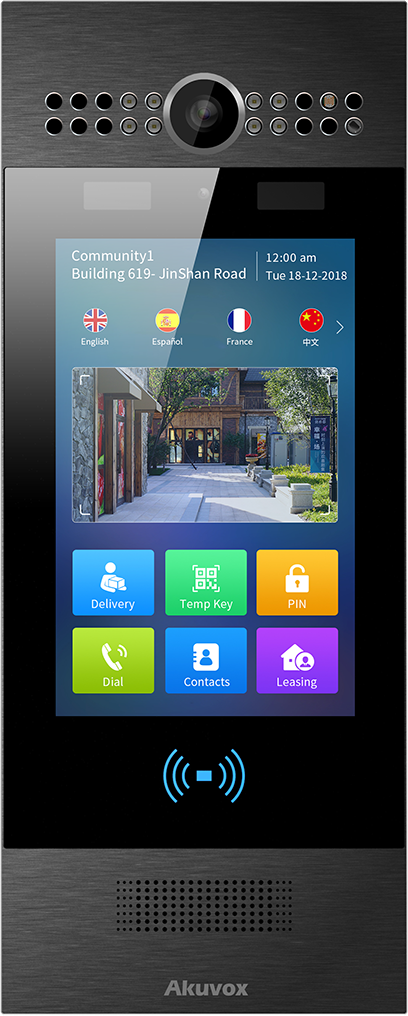 Community1
12:00 am
Building 619- JinShan Road
Tue 18-12-2018
English
Español
France
中文
Delivery
Temp Key
PIN
Dial
Contacts
Leasing
Akuvox